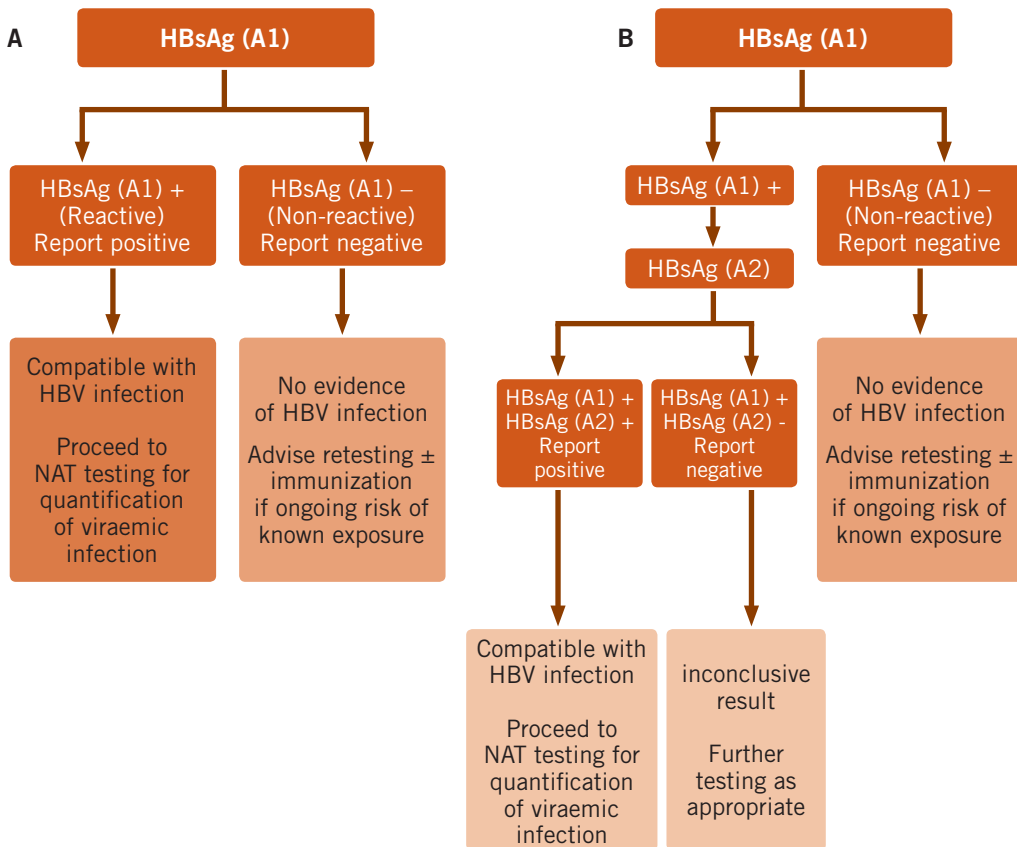 A
HBsAg (A1)
HBsAg (A1) +
(Reactive)
Report positive
HBsAg (A1) –
(Non-reactive)
Report negative
Compatible with
HBV infection
Proceed to
NAT testing for
quantification
of viraemic
infection
No evidence
of HBV infection
Advise retesting ±
immunization
if ongoing risk of
known exposure
B
HBsAg (A1)
HBsAg (A1) +
HBsAg (A1) –
(Non-reactive)
Report negative
HBsAg (A2)
HBsAg (A1) +
HBsAg (A2) +
Report
positive
HBsAg (A1) +
HBsAg (A2) -
Report
negative
No evidence
of HBV infection
Advise retesting ±
immunization
if ongoing risk of
known exposure
Compatible with
HBV infection
Proceed to
NAT testing for
quantification
of viraemic
infection
inconclusive
result
Further
testing as
appropriate